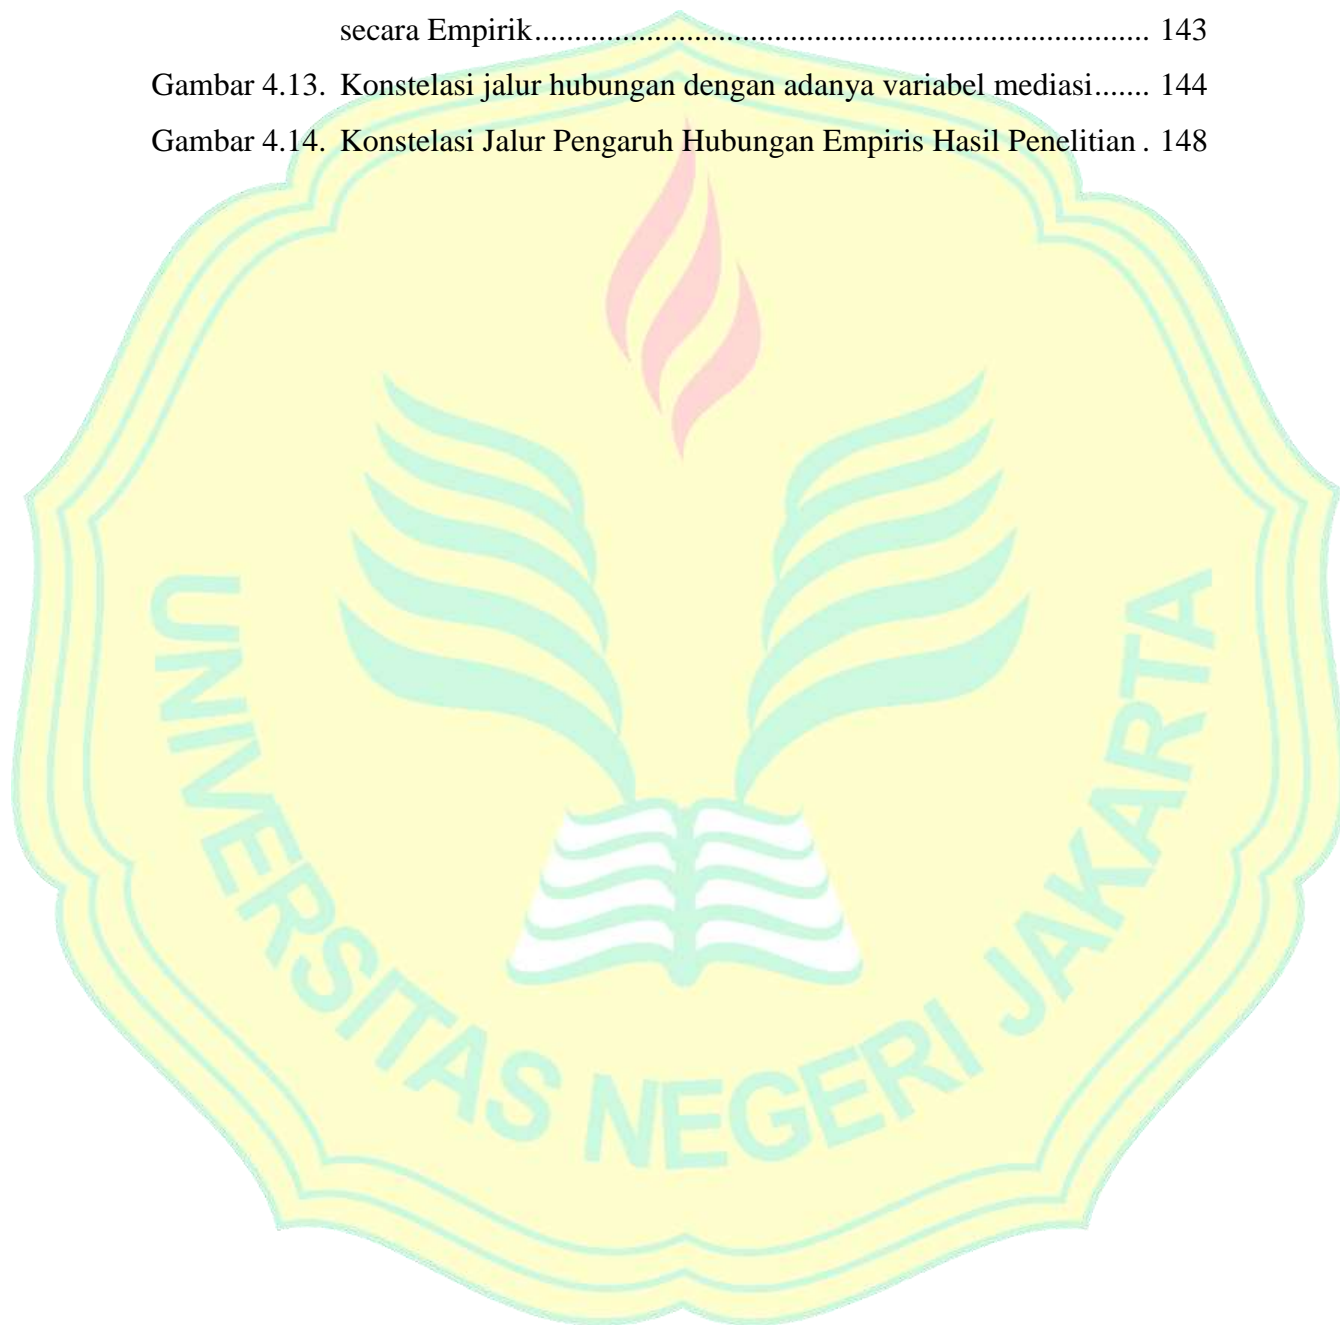 secara Empirik............................................................................ 143
Gambar 4.13. Konstelasi jalur hubungan dengan adanya variabel mediasi....... 144
Gambar 4.14. Konstelasi Jalur Pengaruh Hubungan Empiris Hasil Penelitian . 148
UNIVERSITAS NEGERI JAKARTA